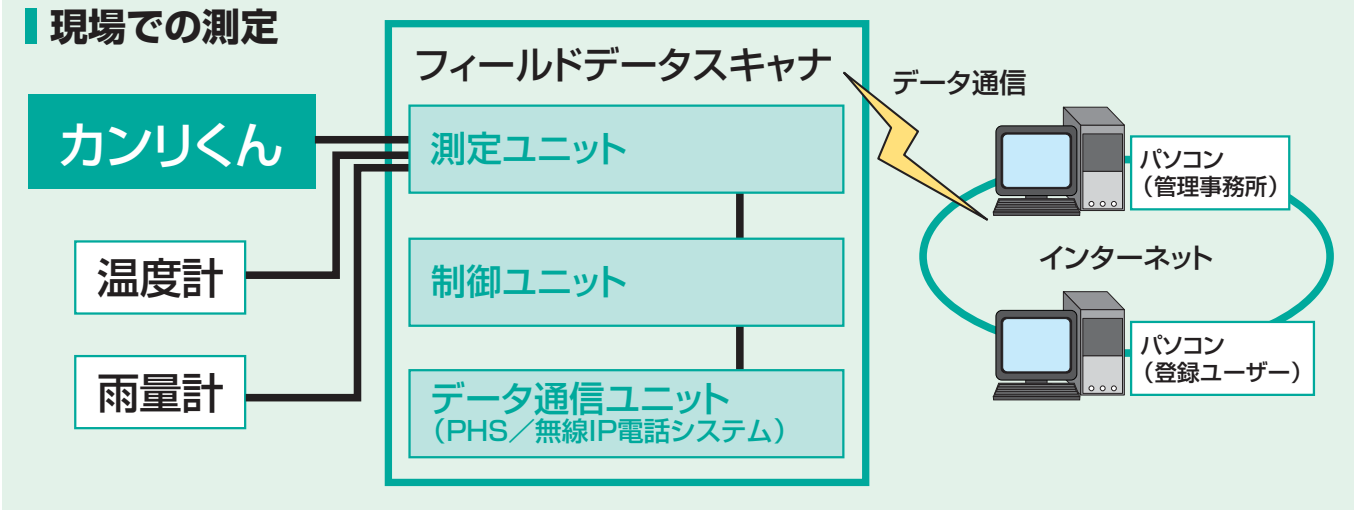 現場での測定
フィールドデータスキャナ
データ通信
カンリくん
測定ユニット
パソコン
（管理事務所）
温度計
制御ユニット
インターネット
雨量計
データ通信ユニット
（PHS／無線IP電話システム）
パソコン
（登録ユーザー）